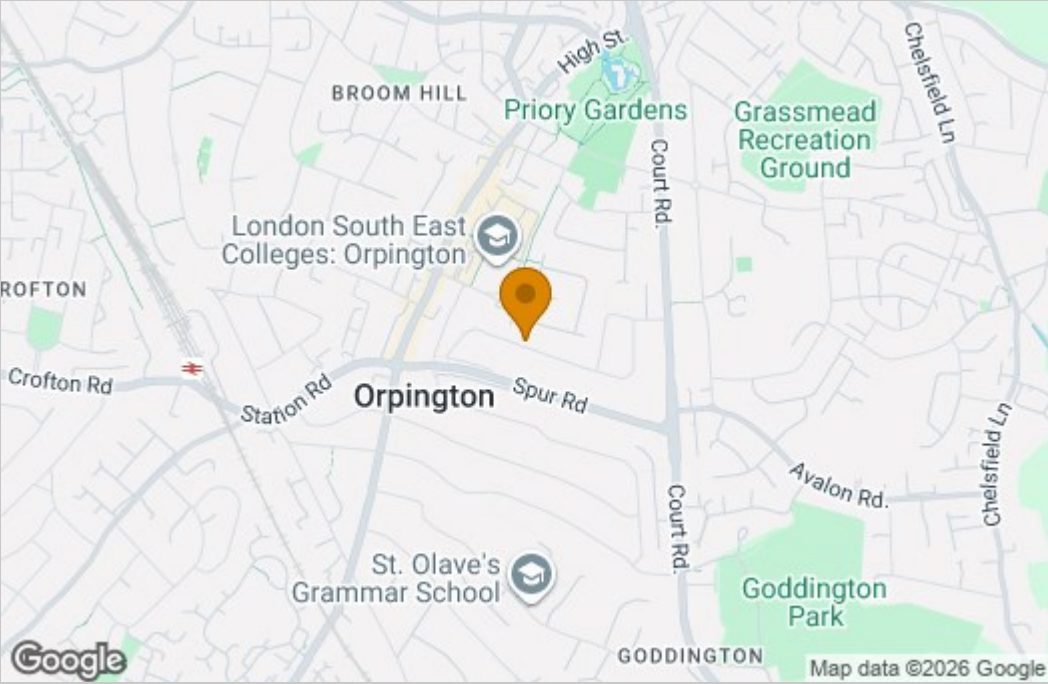 High St.
Chelsfield Ln
BROOM HILL
Priory Gardens
Grassmead
Recreation
Ground
Court Rd.
London South East
Colleges: Orpington
ROFTON
Crofton Rd
Station Rd
Orpington
Spur Rd
Chelsfield Ln
Avalon Rd.
Court Rd.
St. Olave's
Grammar School
Goddington
Park
GODDINGTON
Google
Map data ©2026 Google